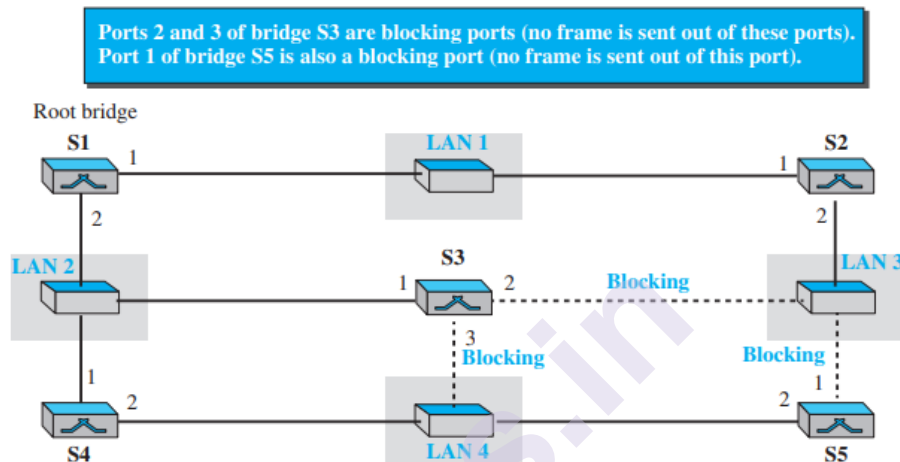 Ports 2 and 3 of bridge S3 are blocking ports (no frame is sent out of these ports).
Port 1 of bridge S5 is also a blocking port (no frame is sent out of this port).
Root bridge
S1
LAN 1
S2
1
1
2
2
LAN 2
S3
LAN 3
1
2
Blocking
3
Blocking
Blocking
1
1
2
2
S4
LAN 4
S5
s.in